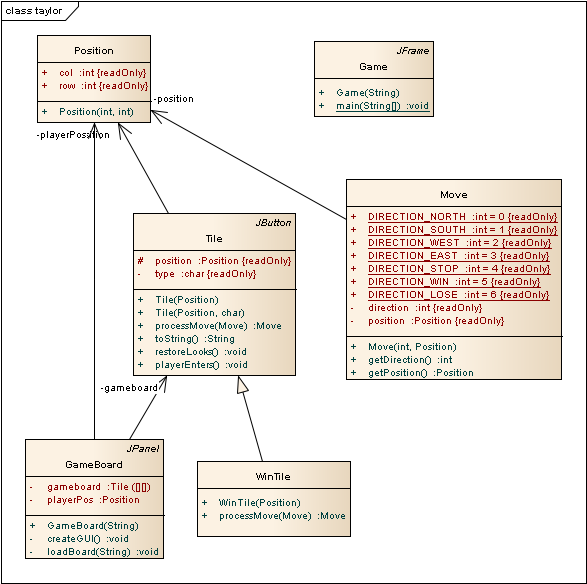 class taylor
Position
+ col :int {readOnly}
+ row :int {readOnly}
+ Position(int, int)
-position
-playerPosition
JFrame
Game
+ Game(String)
+ main(String[]) :void
Move
+ DIRECTION_NORTH :int = 0 {readOnly}
+ DIRECTION_SOUTH :int = 1 {readOnly}
+ DIRECTION_WEST :int = 2 {readOnly}
+ DIRECTION_EAST :int = 3 {readOnly}
+ DIRECTION_STOP :int = 4 {readOnly}
+ DIRECTION_WIN :int = 5 {readOnly}
+ DIRECTION_LOSE :int = 6 {readOnly}
- direction :int {readOnly}
- position :Position {readOnly}
+ Move(int, Position)
+ getDirection() :int
+ getPosition() :Position
JButton
Tile
# position :Position {readOnly}
- type :char {readOnly}
+ Tile(Position)
+ Tile(Position, char)
+ processMove(Move) :Move
+ toString() :String
+ restoreLooks() :void
+ playerEnters() :void
-gameboard
JPanel
GameBoard
- gameboard :Tile ([][])
- playerPos :Position
+ GameBoard(String)
- createGUI() :void
- loadBoard(String) :void
WinTile
+ WinTile(Position)
+ processMove(Move) :Move